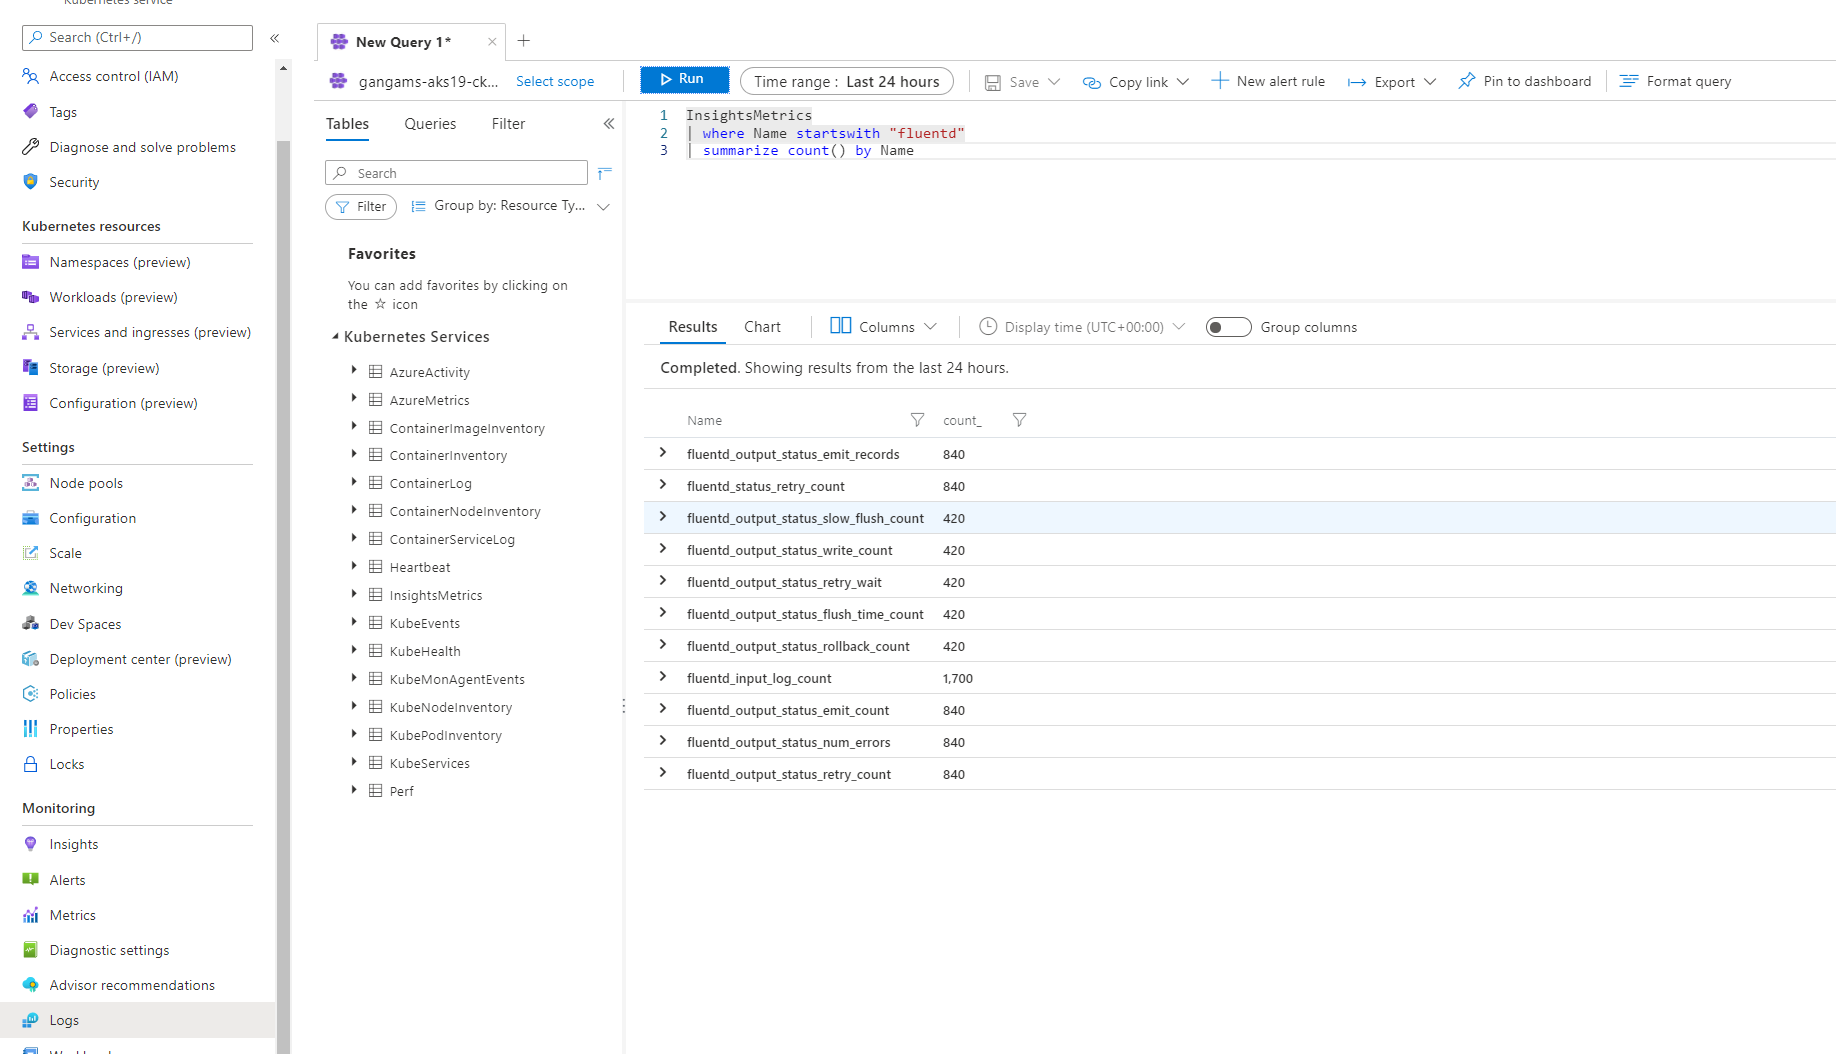 Kubernetes service
Search (Ctrl+/)
Access control (IAM)
Tags
Diagnose and solve problems
Security
Kubernetes resources
Namespaces (preview)
Workloads (preview)
Services and ingresses (preview)
Storage (preview)
Configuration (preview)
Settings
Node pools
Configuration
Scale
Networking
Dev Spaces
Deployment center (preview)
Policies
Properties
Locks
Monitoring
Insights
Alerts
Metrics
Diagnostic settings
Advisor recommendations
Logs
New Query 1*
gangams-aks19-ck... Select scope
Run
Time range : Last 24 hours
Save
Copy link
New alert rule
Export
Pin to dashboard
Format query
Tables Queries Filter
Search
Filter
Group by: Resource Ty...
Favorites
You can add favorites by clicking on
the ☆ icon
Kubernetes Services
AzureActivity
AzureMetrics
ContainerImageInventory
ContainerInventory
ContainerLog
ContainerNodeInventory
ContainerServiceLog
Heartbeat
InsightsMetrics
KubeEvents
KubeHealth
KubeMonAgentEvents
KubeNodeInventory
KubePodInventory
KubeServices
Perf
1 InsightsMetrics
2 | where Name startswith "fluentd"
3 | summarize count() by Name
Results Chart Columns Display time (UTC+00:00) Group columns
Completed. Showing results from the last 24 hours.
Name count_
fluentd_output_status_emit_records 840
fluentd_status_retry_count 840
fluentd_output_status_slow_flush_count 420
fluentd_output_status_write_count 420
fluentd_output_status_retry_wait 420
fluentd_output_status_flush_time_count 420
fluentd_output_status_rollback_count 420
fluentd_input_log_count 1,700
fluentd_output_status_emit_count 840
fluentd_output_status_num_errors 840
fluentd_output_status_retry_count 840